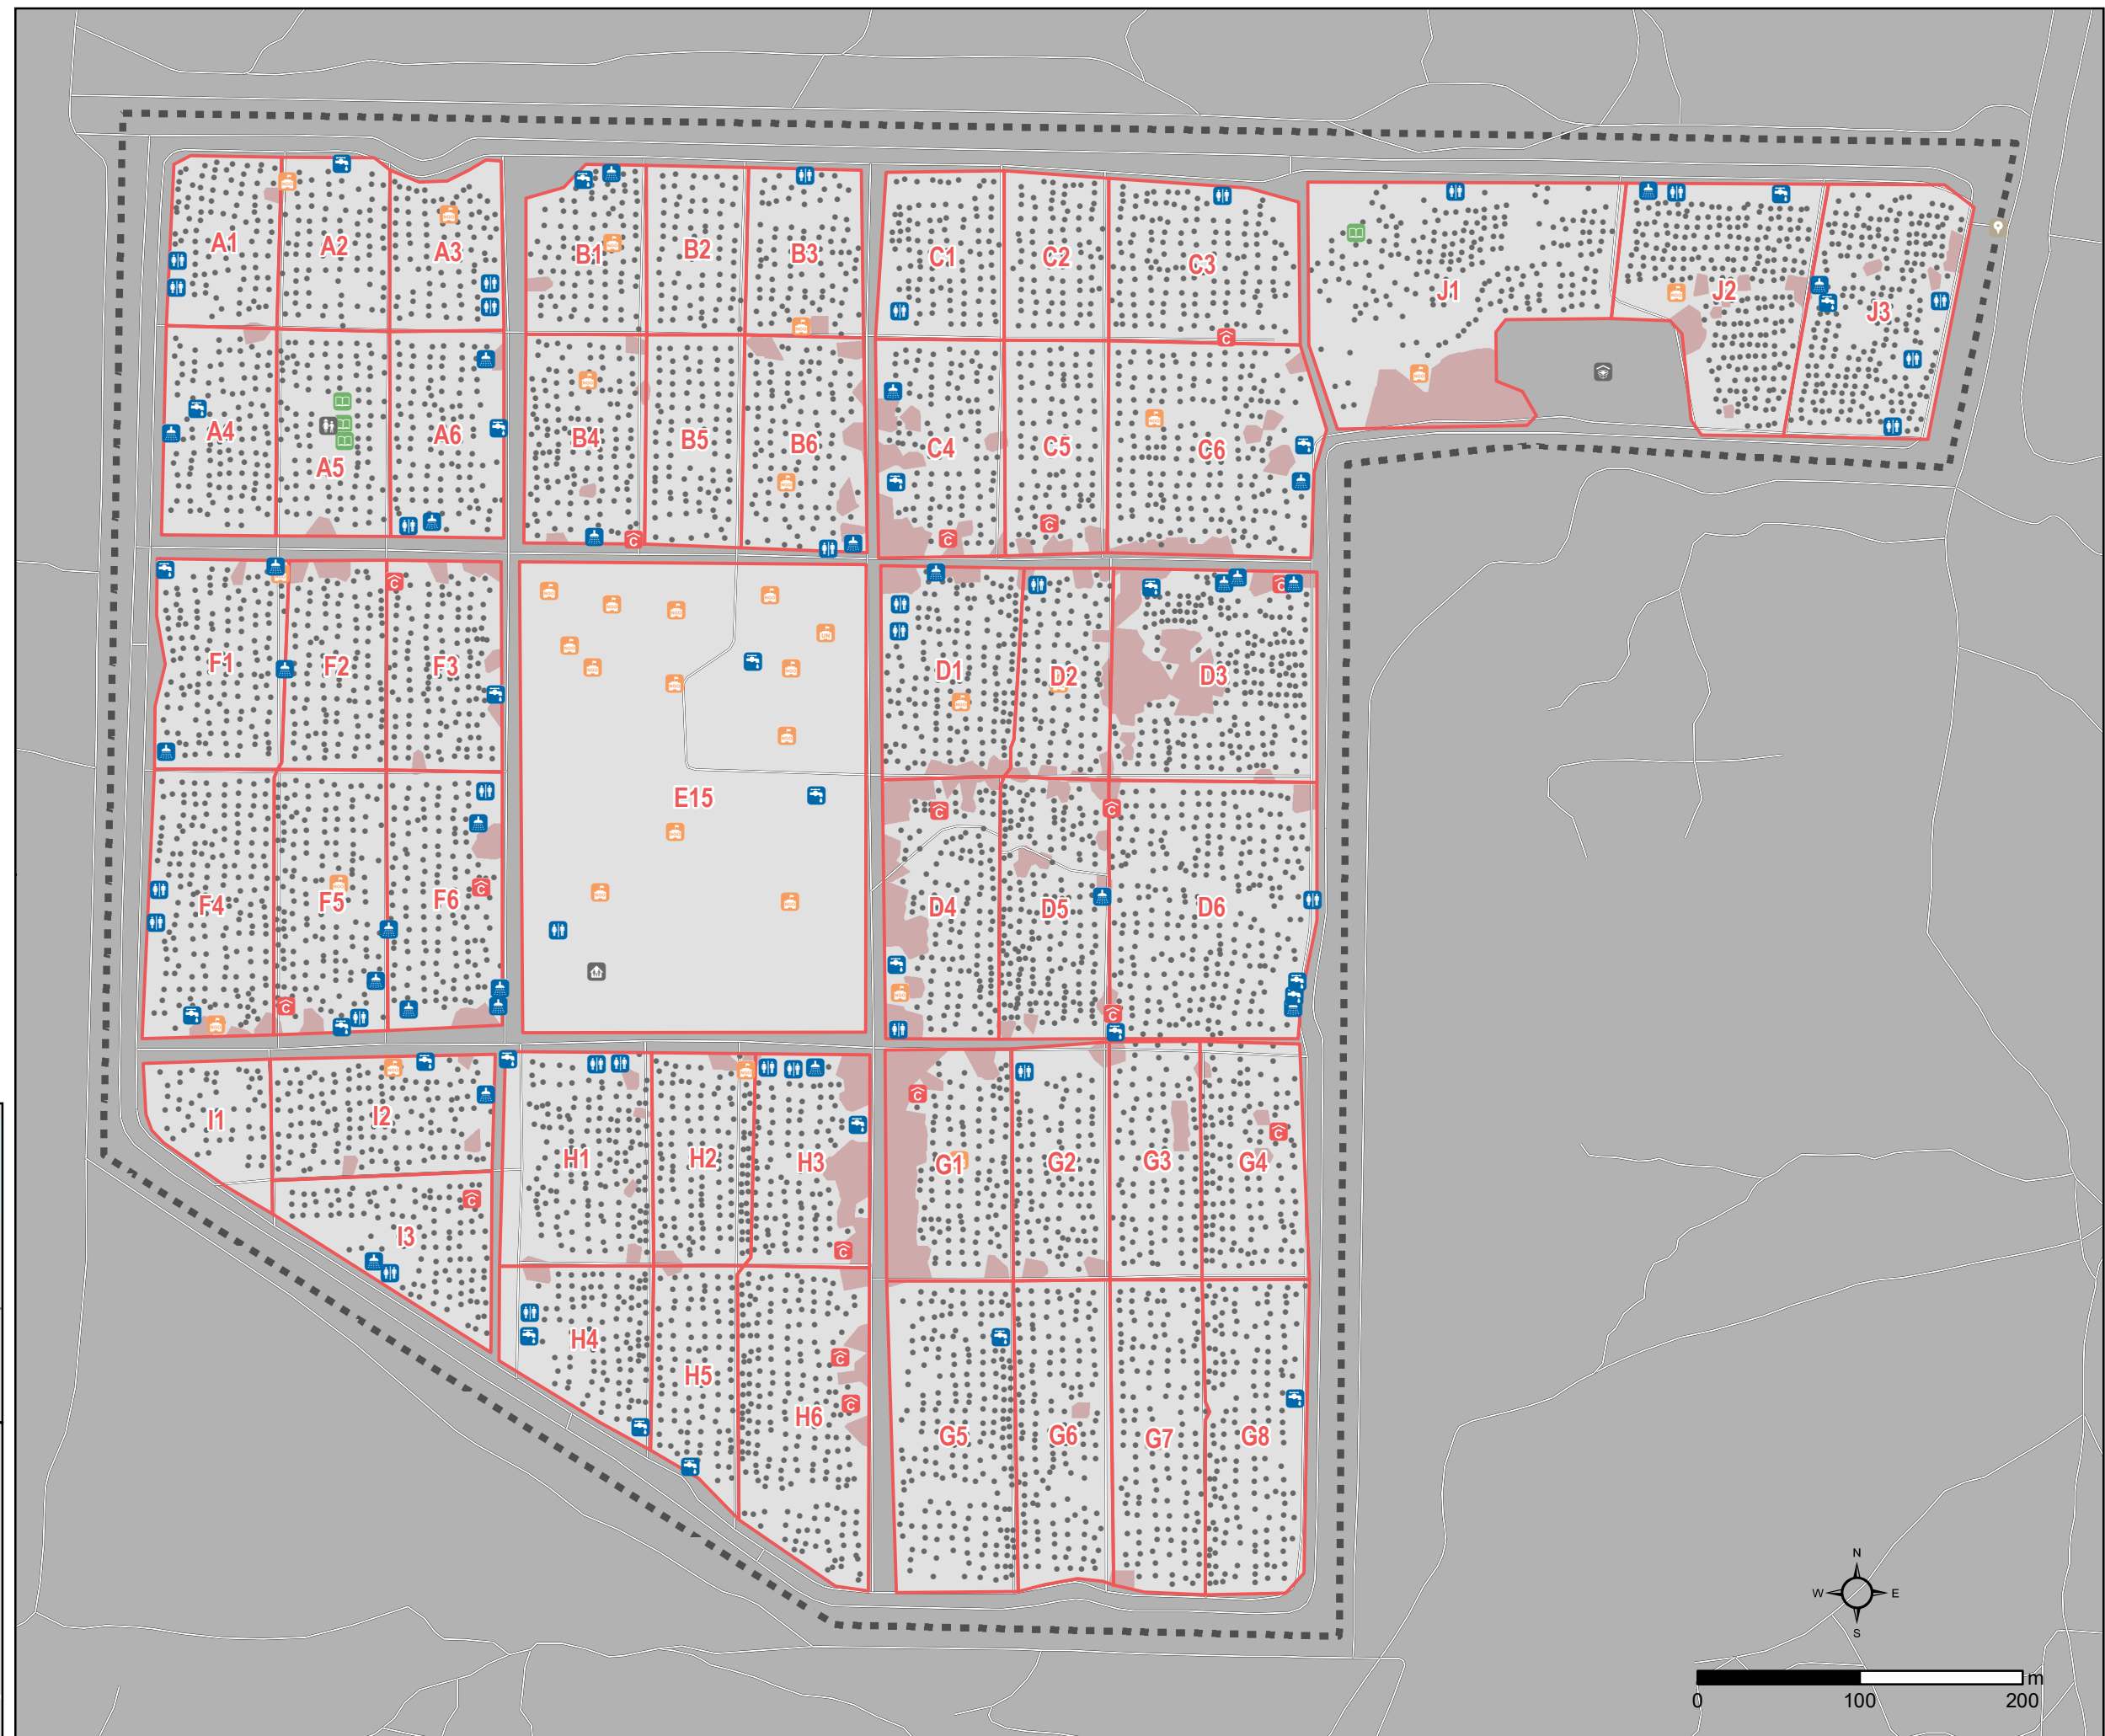 A1 A2 A3 B1 B2 B3 C1 C2 C3 J1 J2 J3
A4 A5 A6 B4 B5 B6 C4 C5 C6
F1 F2 F3 E15 D1 D2 D3
F4 F5 F6 D4 D5 D6
I1 I2 H1 H2 H3 G1 G2 G3 G4
I3 H4 H5 H6 G5 G6 G7 G8
N
W E
S
m
0 100 200